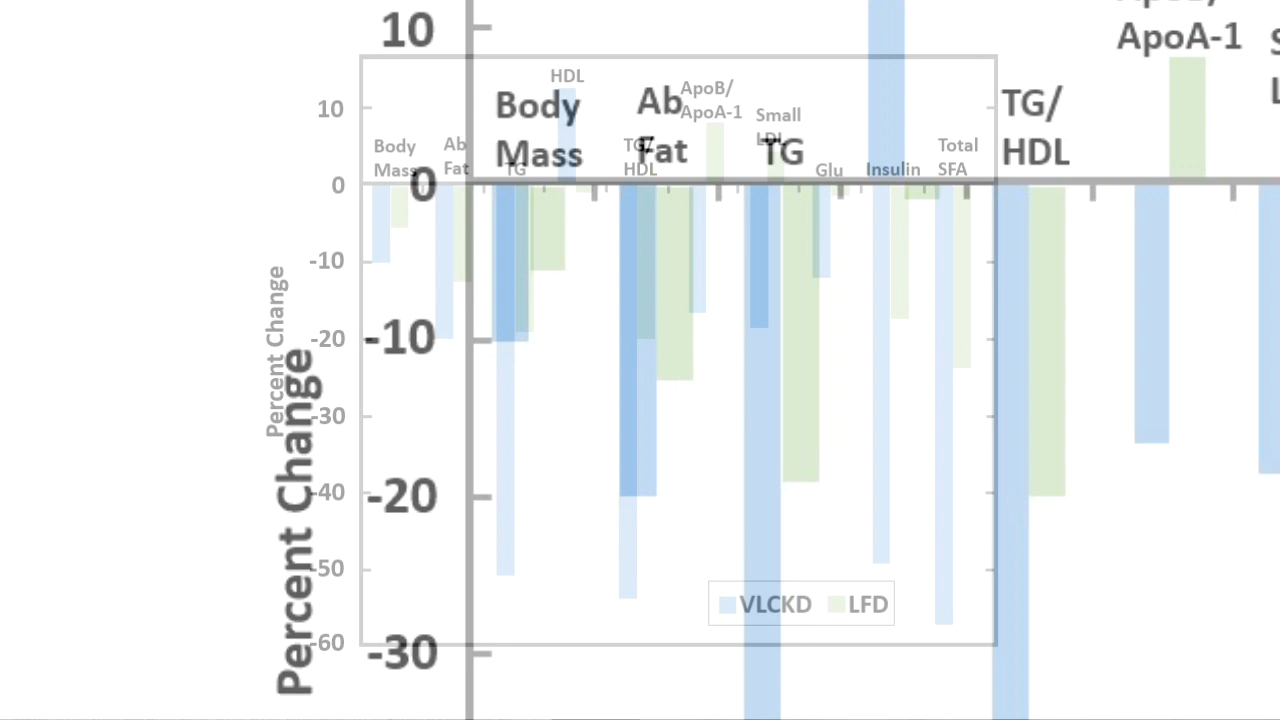 10
ApoB/
ApoA-1
HDL
Body
Mass
Ab
Fat
TG
TG/
HDL
ApoB/
ApoA-1
Small
LDL
Body
Mass
Ab
Fat
TG
TG/
HDL
Glu
Insulin
Total
SFA
10
0
0
-10
-20
-10
-30
-40
-20
-50
-60
-30
Percent Change
Percent Change
VLCKD
LFD